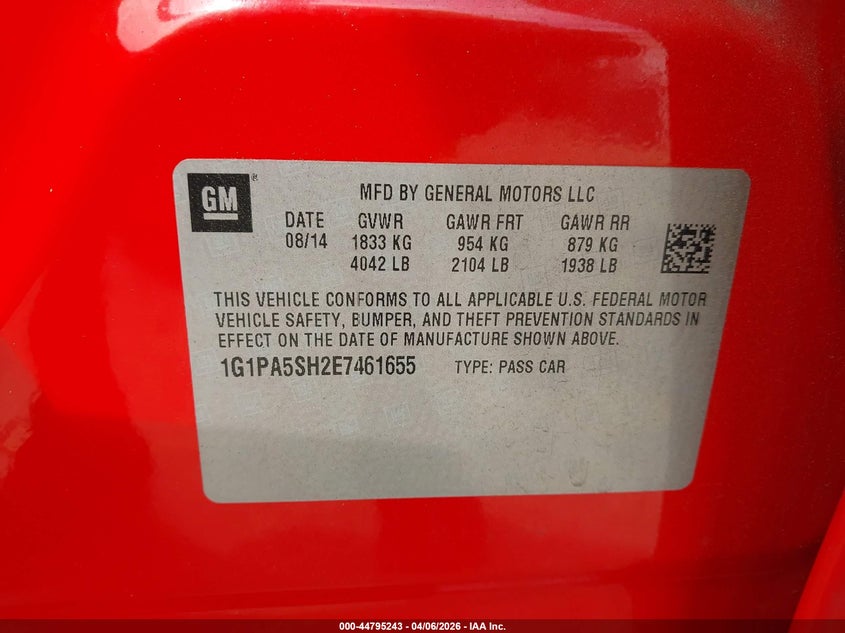 GM®
MFD BY GENERAL MOTORS LLC
DATE GVWR GAWR FRT GAWR RR
08/14 1833 KG 954 KG 879 KG
4042 LB 2104 LB 1938 LB
THIS VEHICLE CONFORMS TO ALL APPLICABLE U.S. FEDERAL MOTOR
VEHICLE SAFETY, BUMPER, AND THEFT PREVENTION STANDARDS IN
EFFECT ON THE DATE OF MANUFACTURE SHOWN ABOVE.
1G1PA5SH2E7461655 TYPE: PASS CAR
000-44795243 - 04/06/2026 - IAA Inc.